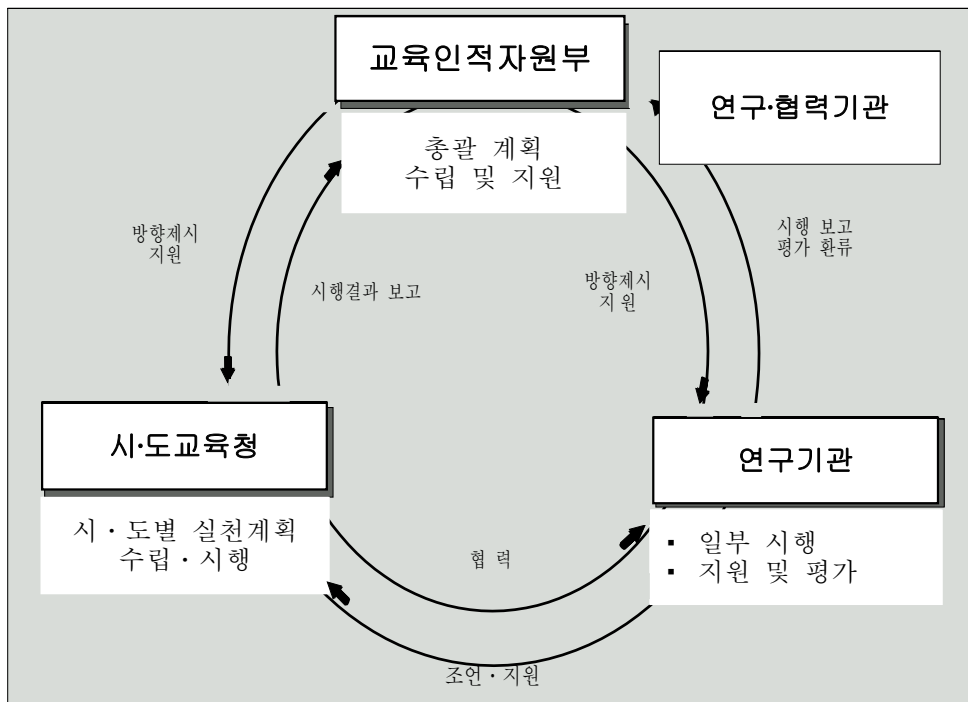 교육인적자원부
연구·협력기관
총괄 계획
수립 및 지원
방향제시
지원
시행결과 보고
방향제시
지 원
시행 보고
평가 환류
시·도교육청
연구기관
시·도별 실천계획
수립·시행
▪ 일부 시행
▪ 지원 및 평가
협 력
조언·지원